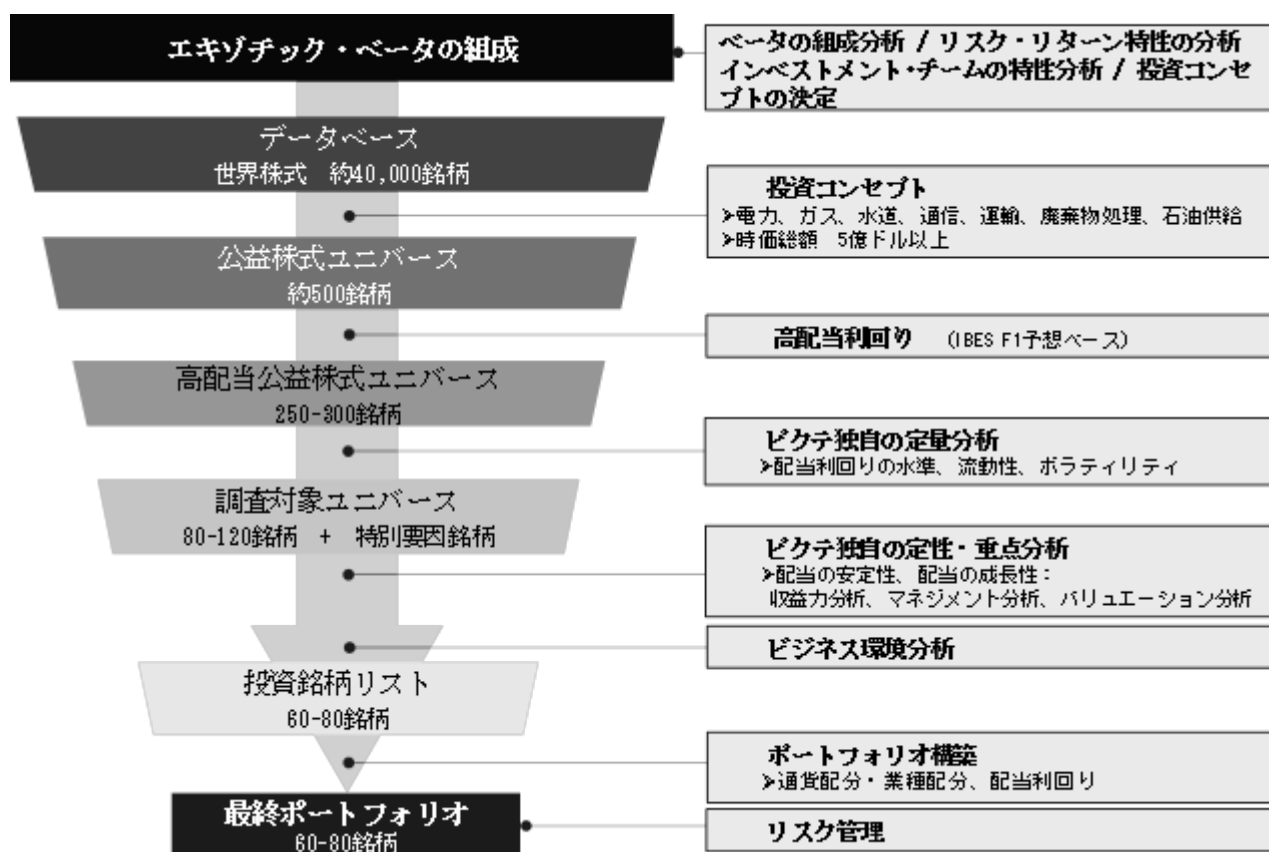 エキゾチック・ベータの組成
ベータの組成分析 / リスク・リターン特性の分析
インベストメント・チームの特性分析 / 投資コンセ
プトの決定
データベース
世界株式 約40,000銘柄
投資コンセプト
➢電力、ガス、水道、通信、運輸、廃棄物処理、石油供給
➢時価総額 5億ドル以上
公益株式ユニバース
約500銘柄
高配当利回り (IBES F1予想ベース)
高配当公益株式ユニバース
250-300銘柄
ピクテ独自の定量分析
➢配当利回りの水準、流動性、ボラティリティ
調査対象ユニバース
80-120銘柄 + 特別要因銘柄
ピクテ独自の定性・重点分析
➢配当の安定性、配当の成長性:
収益力分析、マネジメント分析、バリュエーション分析
ビジネス環境分析
投資銘柄リスト
60-80銘柄
ポートフォリオ構築
➢通貨配分・業種配分、配当利回り
最終ポートフォリオ
60-80銘柄
リスク管理